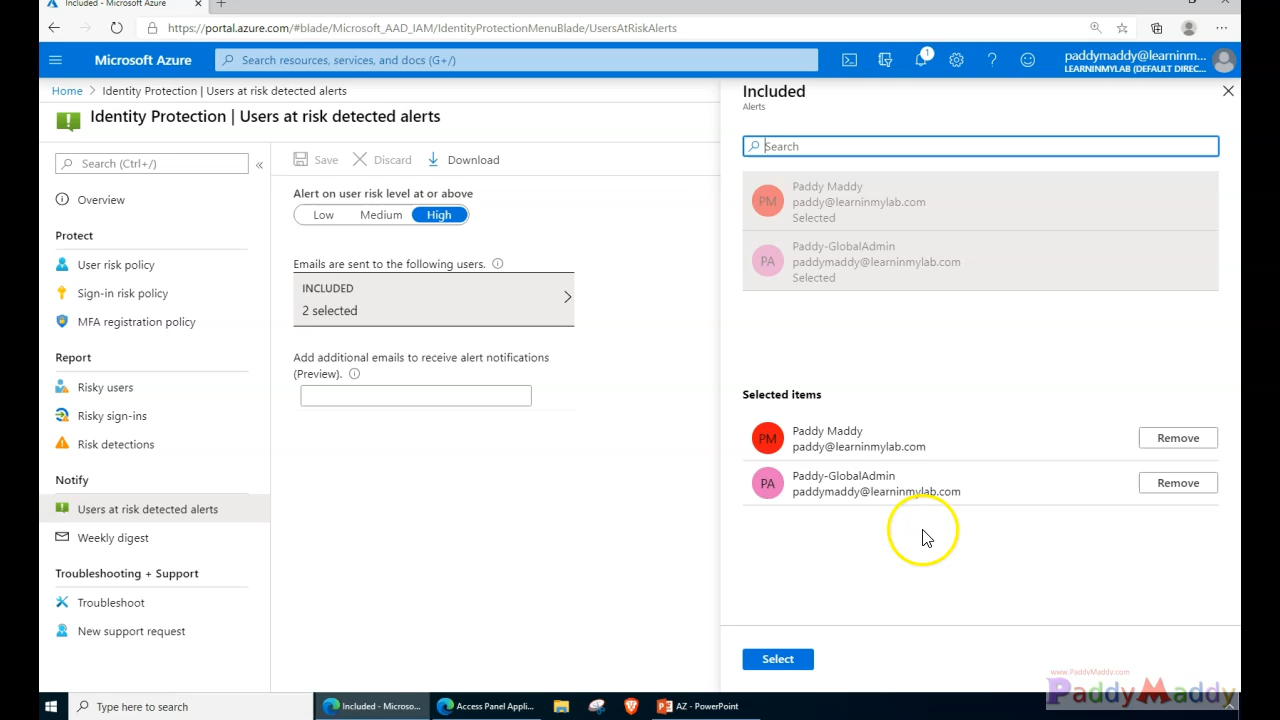 Included - Microsoft Azure
https://portal.azure.com/#blade/Microsoft_AAD_IAM/IdentityProtectionMenuBlade/UsersAtRiskAlerts
Microsoft Azure
Search resources, services, and docs (G+/)
1
paddymaddy@learninm...
LEARNINMYLAB (DEFAULT DIREC...
Home > Identity Protection | Users at risk detected alerts
Identity Protection | Users at risk detected alerts
Search (Ctrl+/)
«
Overview
Protect
User risk policy
Sign-in risk policy
MFA registration policy
Report
Risky users
Risky sign-ins
Risk detections
Notify
Users at risk detected alerts
Weekly digest
Troubleshooting + Support
Troubleshoot
New support request
Save
Discard
Download
Alert on user risk level at or above
Low Medium High
Emails are sent to the following users.
INCLUDED
2 selected
Add additional emails to receive alert notifications
(Preview).
Included
Alerts
Search
PM
Paddy Maddy
paddy@learninmylab.com
Selected
PA
Paddy-GlobalAdmin
paddymaddy@learninmylab.com
Selected
Selected items
PM
Paddy Maddy
paddy@learninmylab.com
Remove
PA
Paddy-GlobalAdmin
paddymaddy@learninmylab.com
Remove
Select
www.PaddyMaddy.com
PaddyMaddy
Type here to search
Included - Microso...
Access Panel Appli...
AZ - PowerPoint